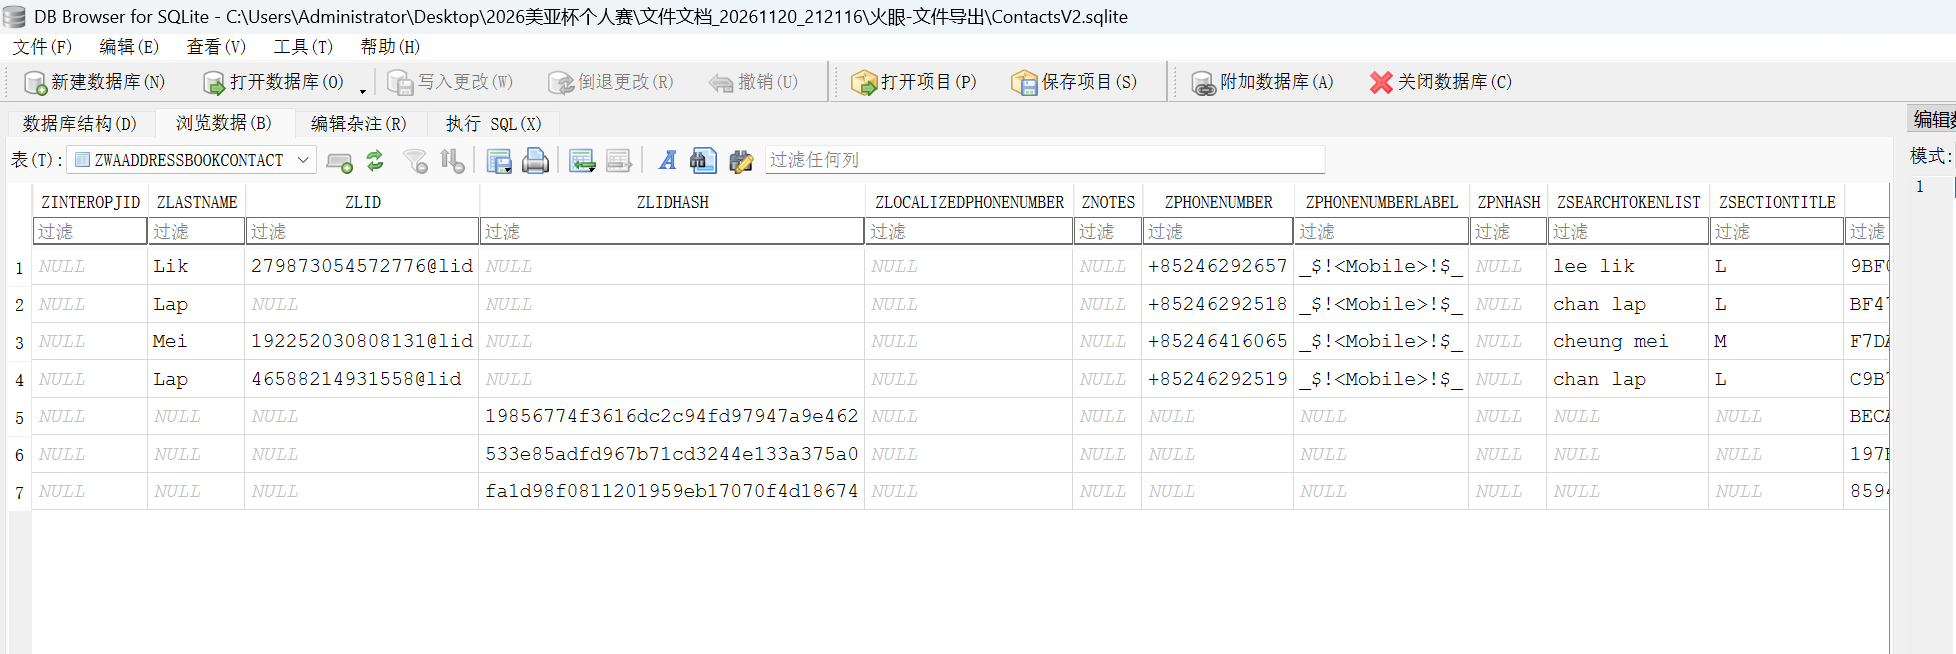 DB Browser for SQLite - C:\Users\Administrator\Desktop\2026美亚杯个人赛\文件文档_20261120_212116\火眼-文件导出\ContactsV2.sqlite
文件(F) 编辑(E) 查看(V) 工具(T) 帮助(H)
新建数据库(N) 打开数据库(O) 写入更改(W) 倒退更改(R) 撤销(U) 打开项目(P) 保存项目(S) 附加数据库(A) 关闭数据库(C)
数据库结构(D) 浏览数据(B) 编辑杂注(R) 执行 SQL(X) 编辑
表(T): ZWAADDRESSBOOKCONTACT 过滤任何列 模式:
1
ZINTEROPJID ZLASTNAME ZLID ZLIDHASH ZLOCALIZEDPHONENUMBER ZNOTES ZPHONENUMBER ZPHONENUMBERLABEL ZPNHASH ZSEARCHTOKENLIST ZSECTIONTITLE
过滤 过滤 过滤 过滤 过滤 过滤 过滤 过滤 过滤 过滤 过滤 过滤
1 NULL Lik 279873054572776@lid NULL NULL NULL +85246292657 _$!<Mobile>!$_ NULL lee lik L 9BF
2 NULL Lap NULL NULL NULL NULL +85246292518 _$!<Mobile>!$_ NULL chan lap L BF4
3 NULL Mei 192252030808131@lid NULL NULL NULL +85246416065 _$!<Mobile>!$_ NULL cheung mei M F7D
4 NULL Lap 46588214931558@lid NULL NULL NULL +85246292519 _$!<Mobile>!$_ NULL chan lap L C9B
5 NULL NULL NULL 19856774f3616dc2c94fd97947a9e462 NULL NULL NULL NULL NULL NULL NULL BEC
6 NULL NULL NULL 533e85adfd967b71cd3244e133a375a0 NULL NULL NULL NULL NULL NULL NULL 197
7 NULL NULL NULL fa1d98f0811201959eb17070f4d18674 NULL NULL NULL NULL NULL NULL NULL 859